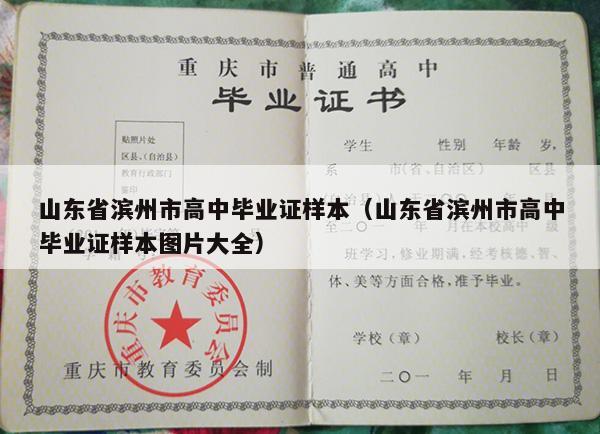 重庆市普通高中
毕业证书
贴照片处
区县、(自治县)
教育行政部门
钢印
学生 性别 年龄 岁,
系 市(省、自治区) 区县
山东省滨州市高中毕业证样本（山东省滨州市高中
毕业证样本图片大全）
至二〇一 年 月在本校高中 级
班学习,修业期满,经考核德、智、
体、美等方面合格,准予毕业。
重庆市教育委员会
学校(章) 校长(章)
重庆市教育委员会制
二〇一 年 月 日